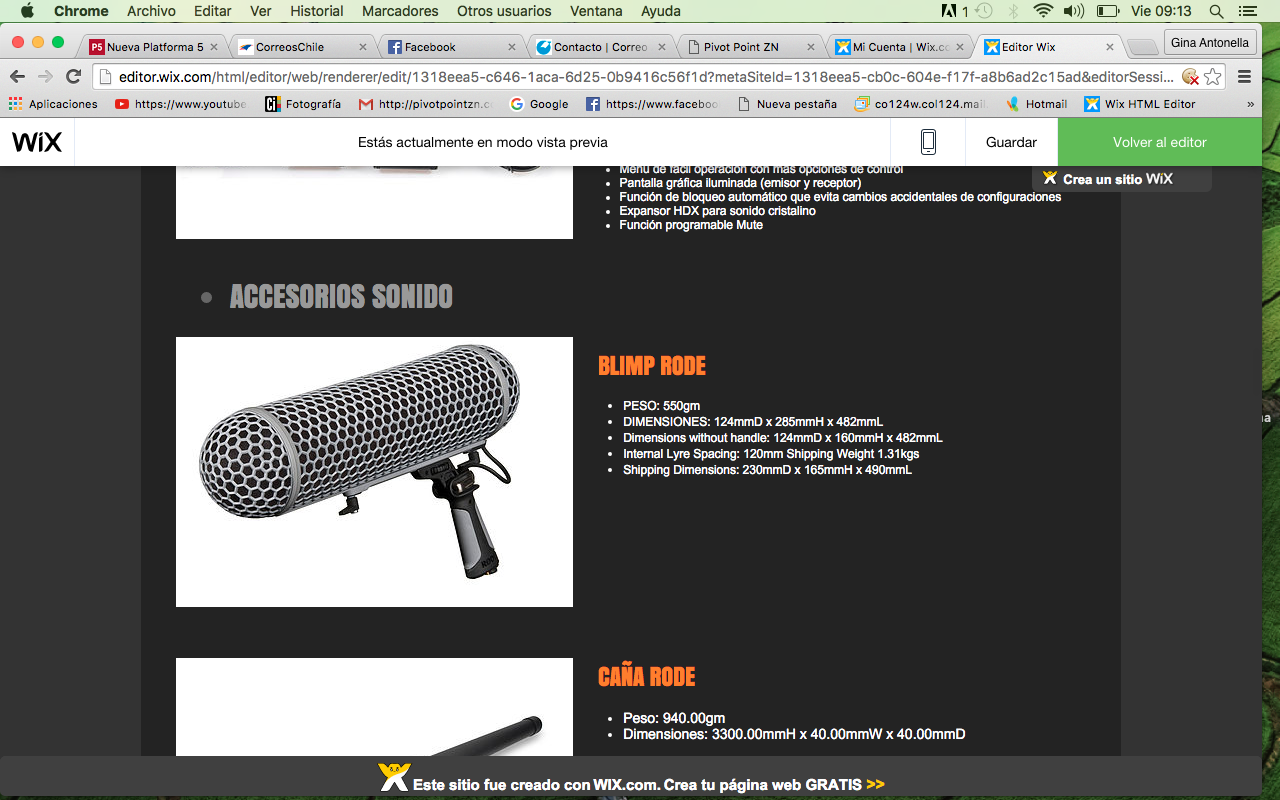 Chrome Archivo Editar Ver Historial Marcadores Otros usuarios Ventana Ayuda 1 Vie 09:13
P5 Nueva Platforma 5 CorreosChile Facebook Contacto | Correo Pivot Point ZN Mi Cuenta | Wix.co Editor Wix Gina Antonella
editor.wix.com/html/editor/web/renderer/edit/1318eea5-c646-1aca-6d25-0b9416c56f1d?metaSiteId=1318eea5-cb0c-604e-f17f-a8b6ad2c15ad&editorSessi...
Aplicaciones https://www.youtube Fotografía http://pivotpointzn.c Google https://www.faceboo Nueva pestaña co124w.col124.mail. Hotmail Wix HTML Editor »
WiX Estás actualmente en modo vista previa Guardar Volver al editor
Menú de fácil operación con más opciones de control
Crea un sitio WiX
Pantalla gráfica iluminada (emisor y receptor)
Función de bloqueo automático que evita cambios accidentales de configuraciones
Expansor HDX para sonido cristalino
Función programable Mute
ACCESORIOS SONIDO
BLIMP RODE
PESO: 550gm
DIMENSIONES: 124mmD x 285mmH x 482mmL
Dimensions without handle: 124mmD x 160mmH x 482mmL
Internal Lyre Spacing: 120mm Shipping Weight 1.31kgs
Shipping Dimensions: 230mmD x 165mmH x 490mmL
RODE
CAÑA RODE
Peso: 940.00gm
Dimensiones: 3300.00mmH x 40.00mmW x 40.00mmD
Este sitio fue creado con WIX.com. Crea tu página web GRATIS >>